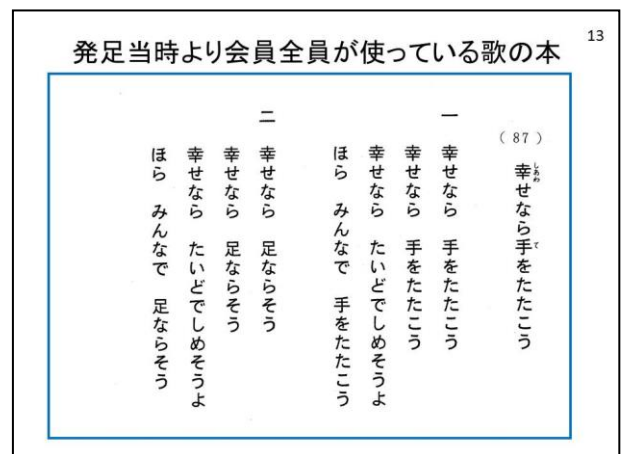 13
発足当時より会員全員が使っている歌の本
(87) 幸せなら手をたたこう
一 幸せなら 手をたたこう
幸せなら 手をたたこう
幸せなら たいどでしめそうよ
ほら みんなで 手をたたこう
二 幸せなら 足ならそう
幸せなら 足ならそう
幸せなら たいどでしめそうよ
ほら みんなで 足ならそう